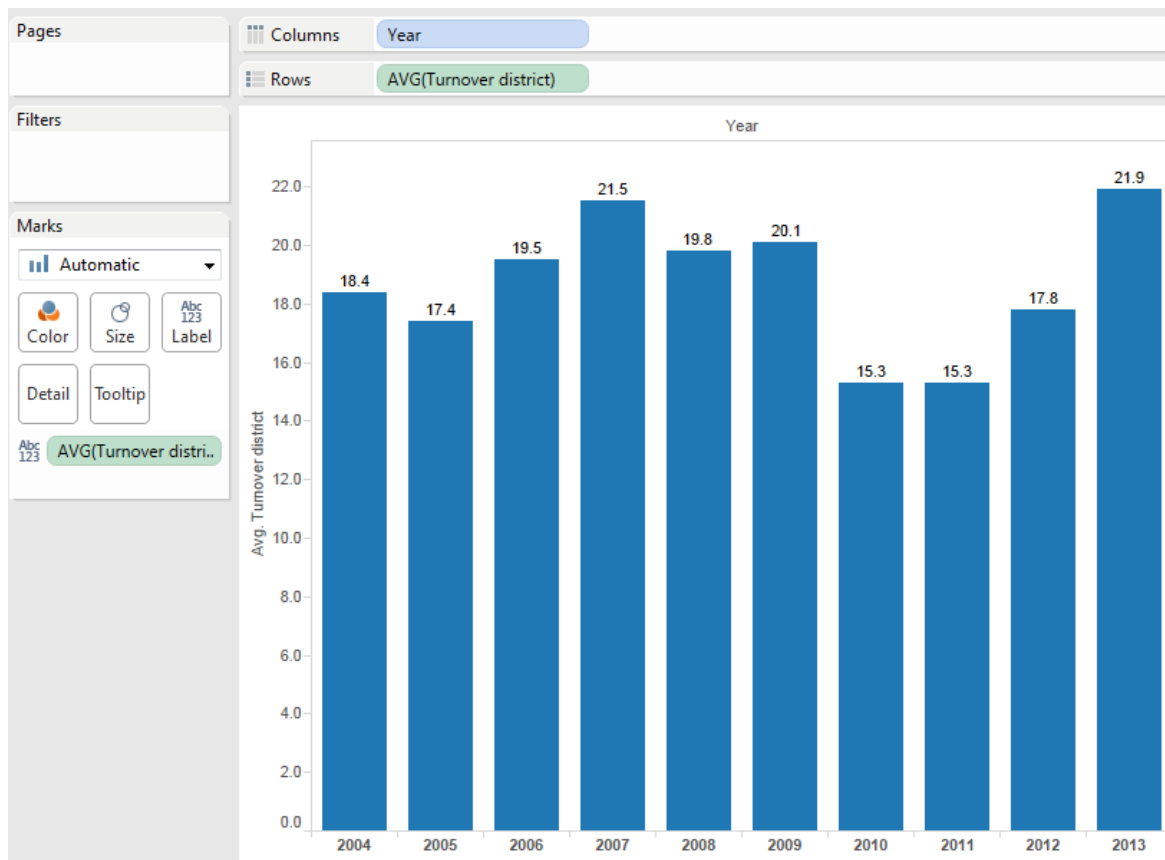 Pages
Columns
Year
Rows
AVG(Turnover district)
Filters
Marks
Automatic
Color
Size
Abc
123
Label
Detail
Tooltip
Abc
123
AVG(Turnover distri..
Year
Avg. Turnover district
22.0
20.0
18.0
16.0
14.0
12.0
10.0
8.0
6.0
4.0
2.0
0.0
18.4
17.4
19.5
21.5
19.8
20.1
15.3
15.3
17.8
21.9
2004 2005 2006 2007 2008 2009 2010 2011 2012 2013